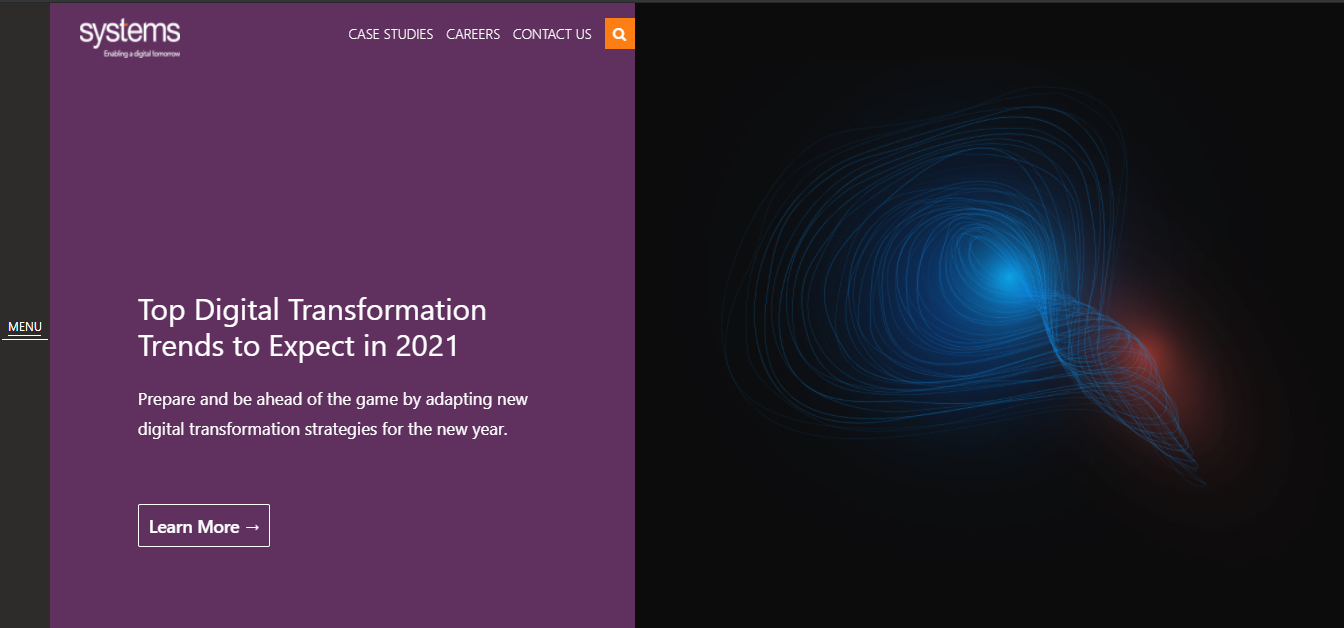 systems
Enabling a digital tomorrow
CASE STUDIES CAREERS CONTACT US
MENU
Top Digital Transformation
Trends to Expect in 2021
Prepare and be ahead of the game by adapting new
digital transformation strategies for the new year.
Learn More →